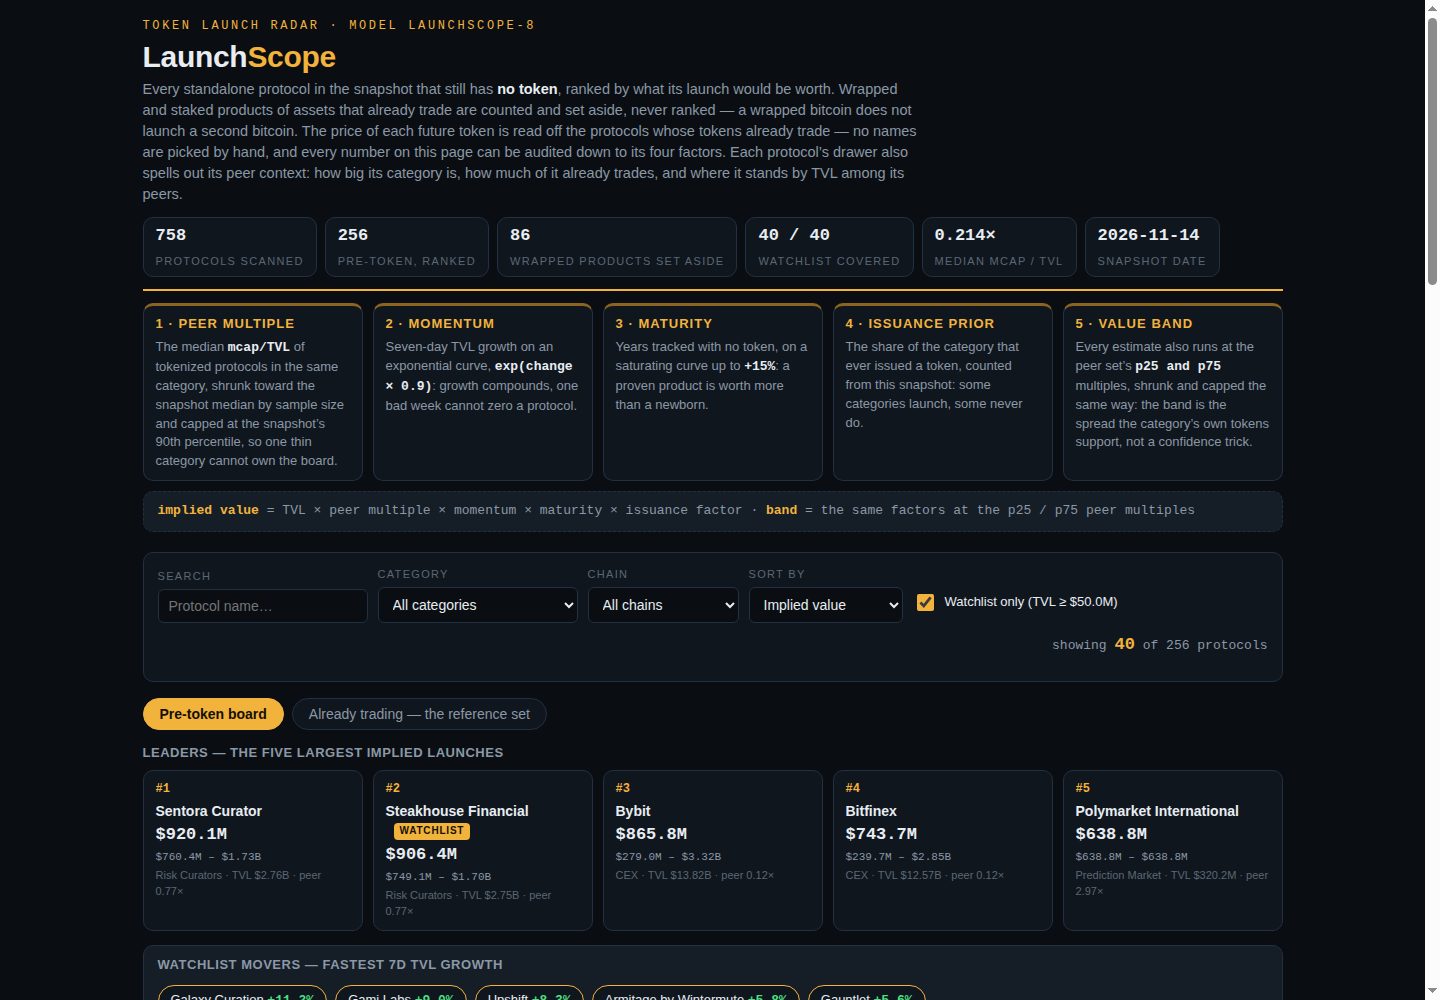 TOKEN LAUNCH RADAR · MODEL LAUNCHSCOPE-8
LaunchScope
Every standalone protocol in the snapshot that still has no token, ranked by what its launch would be worth. Wrapped
and staked products of assets that already trade are counted and set aside, never ranked — a wrapped bitcoin does not
launch a second bitcoin. The price of each future token is read off the protocols whose tokens already trade — no names
are picked by hand, and every number on this page can be audited down to its four factors. Each protocol’s drawer also
spells out its peer context: how big its category is, how much of it already trades, and where it stands by TVL among its
peers.
758
PROTOCOLS SCANNED
256
PRE-TOKEN, RANKED
86
WRAPPED PRODUCTS SET ASIDE
40 / 40
WATCHLIST COVERED
0.214×
MEDIAN MCAP / TVL
2026-11-14
SNAPSHOT DATE
1 · PEER MULTIPLE
The median mcap/TVL of
tokenized protocols in the same
category, shrunk toward the
snapshot median by sample size
and capped at the snapshot’s
90th percentile, so one thin
category cannot own the board.
2 · MOMENTUM
Seven-day TVL growth on an
exponential curve, exp(change
× 0.9): growth compounds, one
bad week cannot zero a protocol.
3 · MATURITY
Years tracked with no token, on a
saturating curve up to +15%: a
proven product is worth more
than a newborn.
4 · ISSUANCE PRIOR
The share of the category that
ever issued a token, counted
from this snapshot: some
categories launch, some never
do.
5 · VALUE BAND
Every estimate also runs at the
peer set’s p25 and p75
multiples, shrunk and capped the
same way: the band is the
spread the category’s own tokens
support, not a confidence trick.
implied value = TVL × peer multiple × momentum × maturity × issuance factor · band = the same factors at the p25 / p75 peer multiples
SEARCH
Protocol name…
CATEGORY
All categories
CHAIN
All chains
SORT BY
Implied value
Watchlist only (TVL ≥ $50.0M)
showing 40 of 256 protocols
Pre-token board
Already trading — the reference set
LEADERS — THE FIVE LARGEST IMPLIED LAUNCHES
#1
Sentora Curator
$920.1M
$760.4M – $1.73B
Risk Curators · TVL $2.76B · peer
0.77×
#2
Steakhouse Financial
WATCHLIST
$906.4M
$749.1M – $1.70B
Risk Curators · TVL $2.75B · peer
0.77×
#3
Bybit
$865.8M
$279.0M – $3.32B
CEX · TVL $13.82B · peer 0.12×
#4
Bitfinex
$743.7M
$239.7M – $2.85B
CEX · TVL $12.57B · peer 0.12×
#5
Polymarket International
$638.8M
$638.8M – $638.8M
Prediction Market · TVL $320.2M · peer
2.97×
WATCHLIST MOVERS — FASTEST 7D TVL GROWTH
Galaxy Curation +11.2%
Gami Labs +9.0%
Upshift +8.3%
Armitage by Wintermute +5.8%
Gauntlet +5.6%